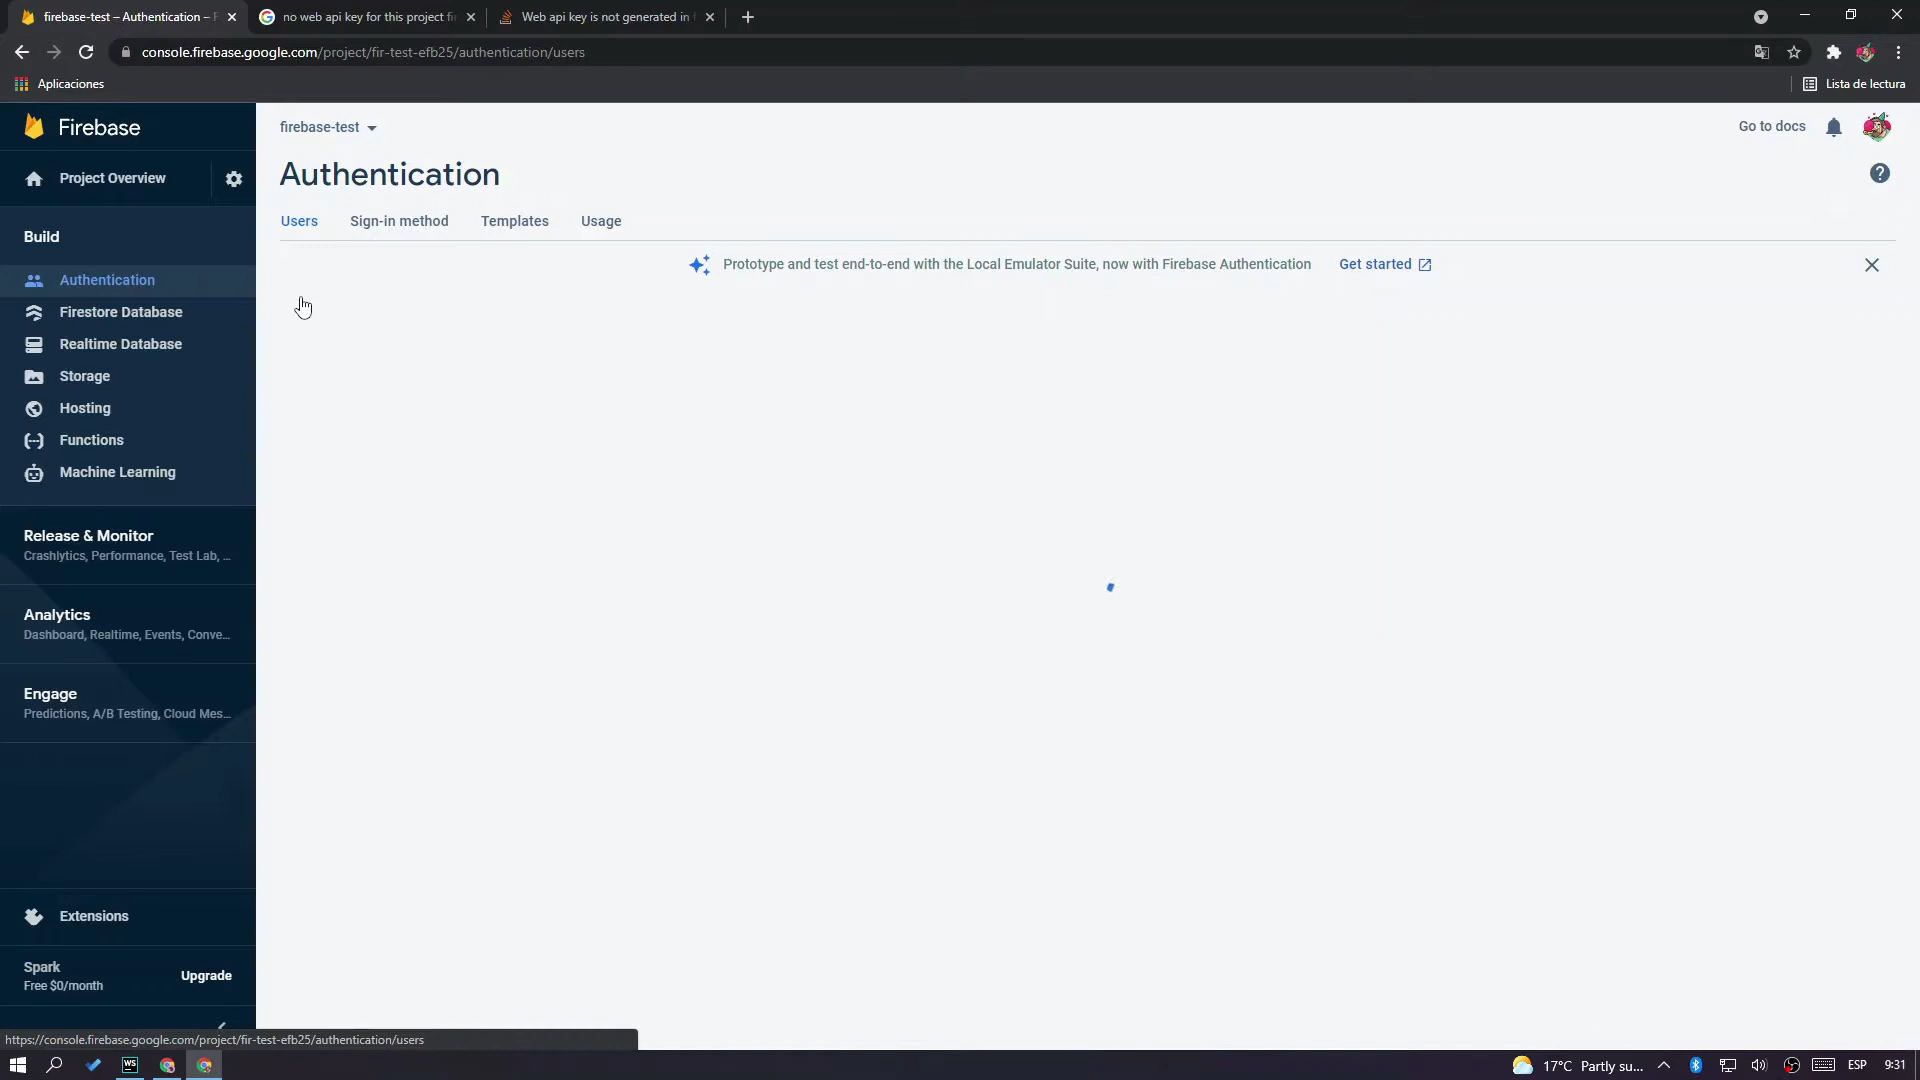 firebase-test – Authentication – F
no web api key for this project fi
Web api key is not generated in f
console.firebase.google.com/project/fir-test-efb25/authentication/users
Aplicaciones
Lista de lectura
Firebase
firebase-test
Go to docs
Project Overview
Authentication
Users
Sign-in method
Templates
Usage
Build
Prototype and test end-to-end with the Local Emulator Suite, now with Firebase Authentication
Get started
Authentication
Firestore Database
Realtime Database
Storage
Hosting
Functions
Machine Learning
Release & Monitor
Crashlytics, Performance, Test Lab, ...
Analytics
Dashboard, Realtime, Events, Conve...
Engage
Predictions, A/B Testing, Cloud Mes...
Extensions
Spark
Free $0/month
Upgrade
https://console.firebase.google.com/project/fir-test-efb25/authentication/users
WS
17°C Partly su...
ESP
9:31